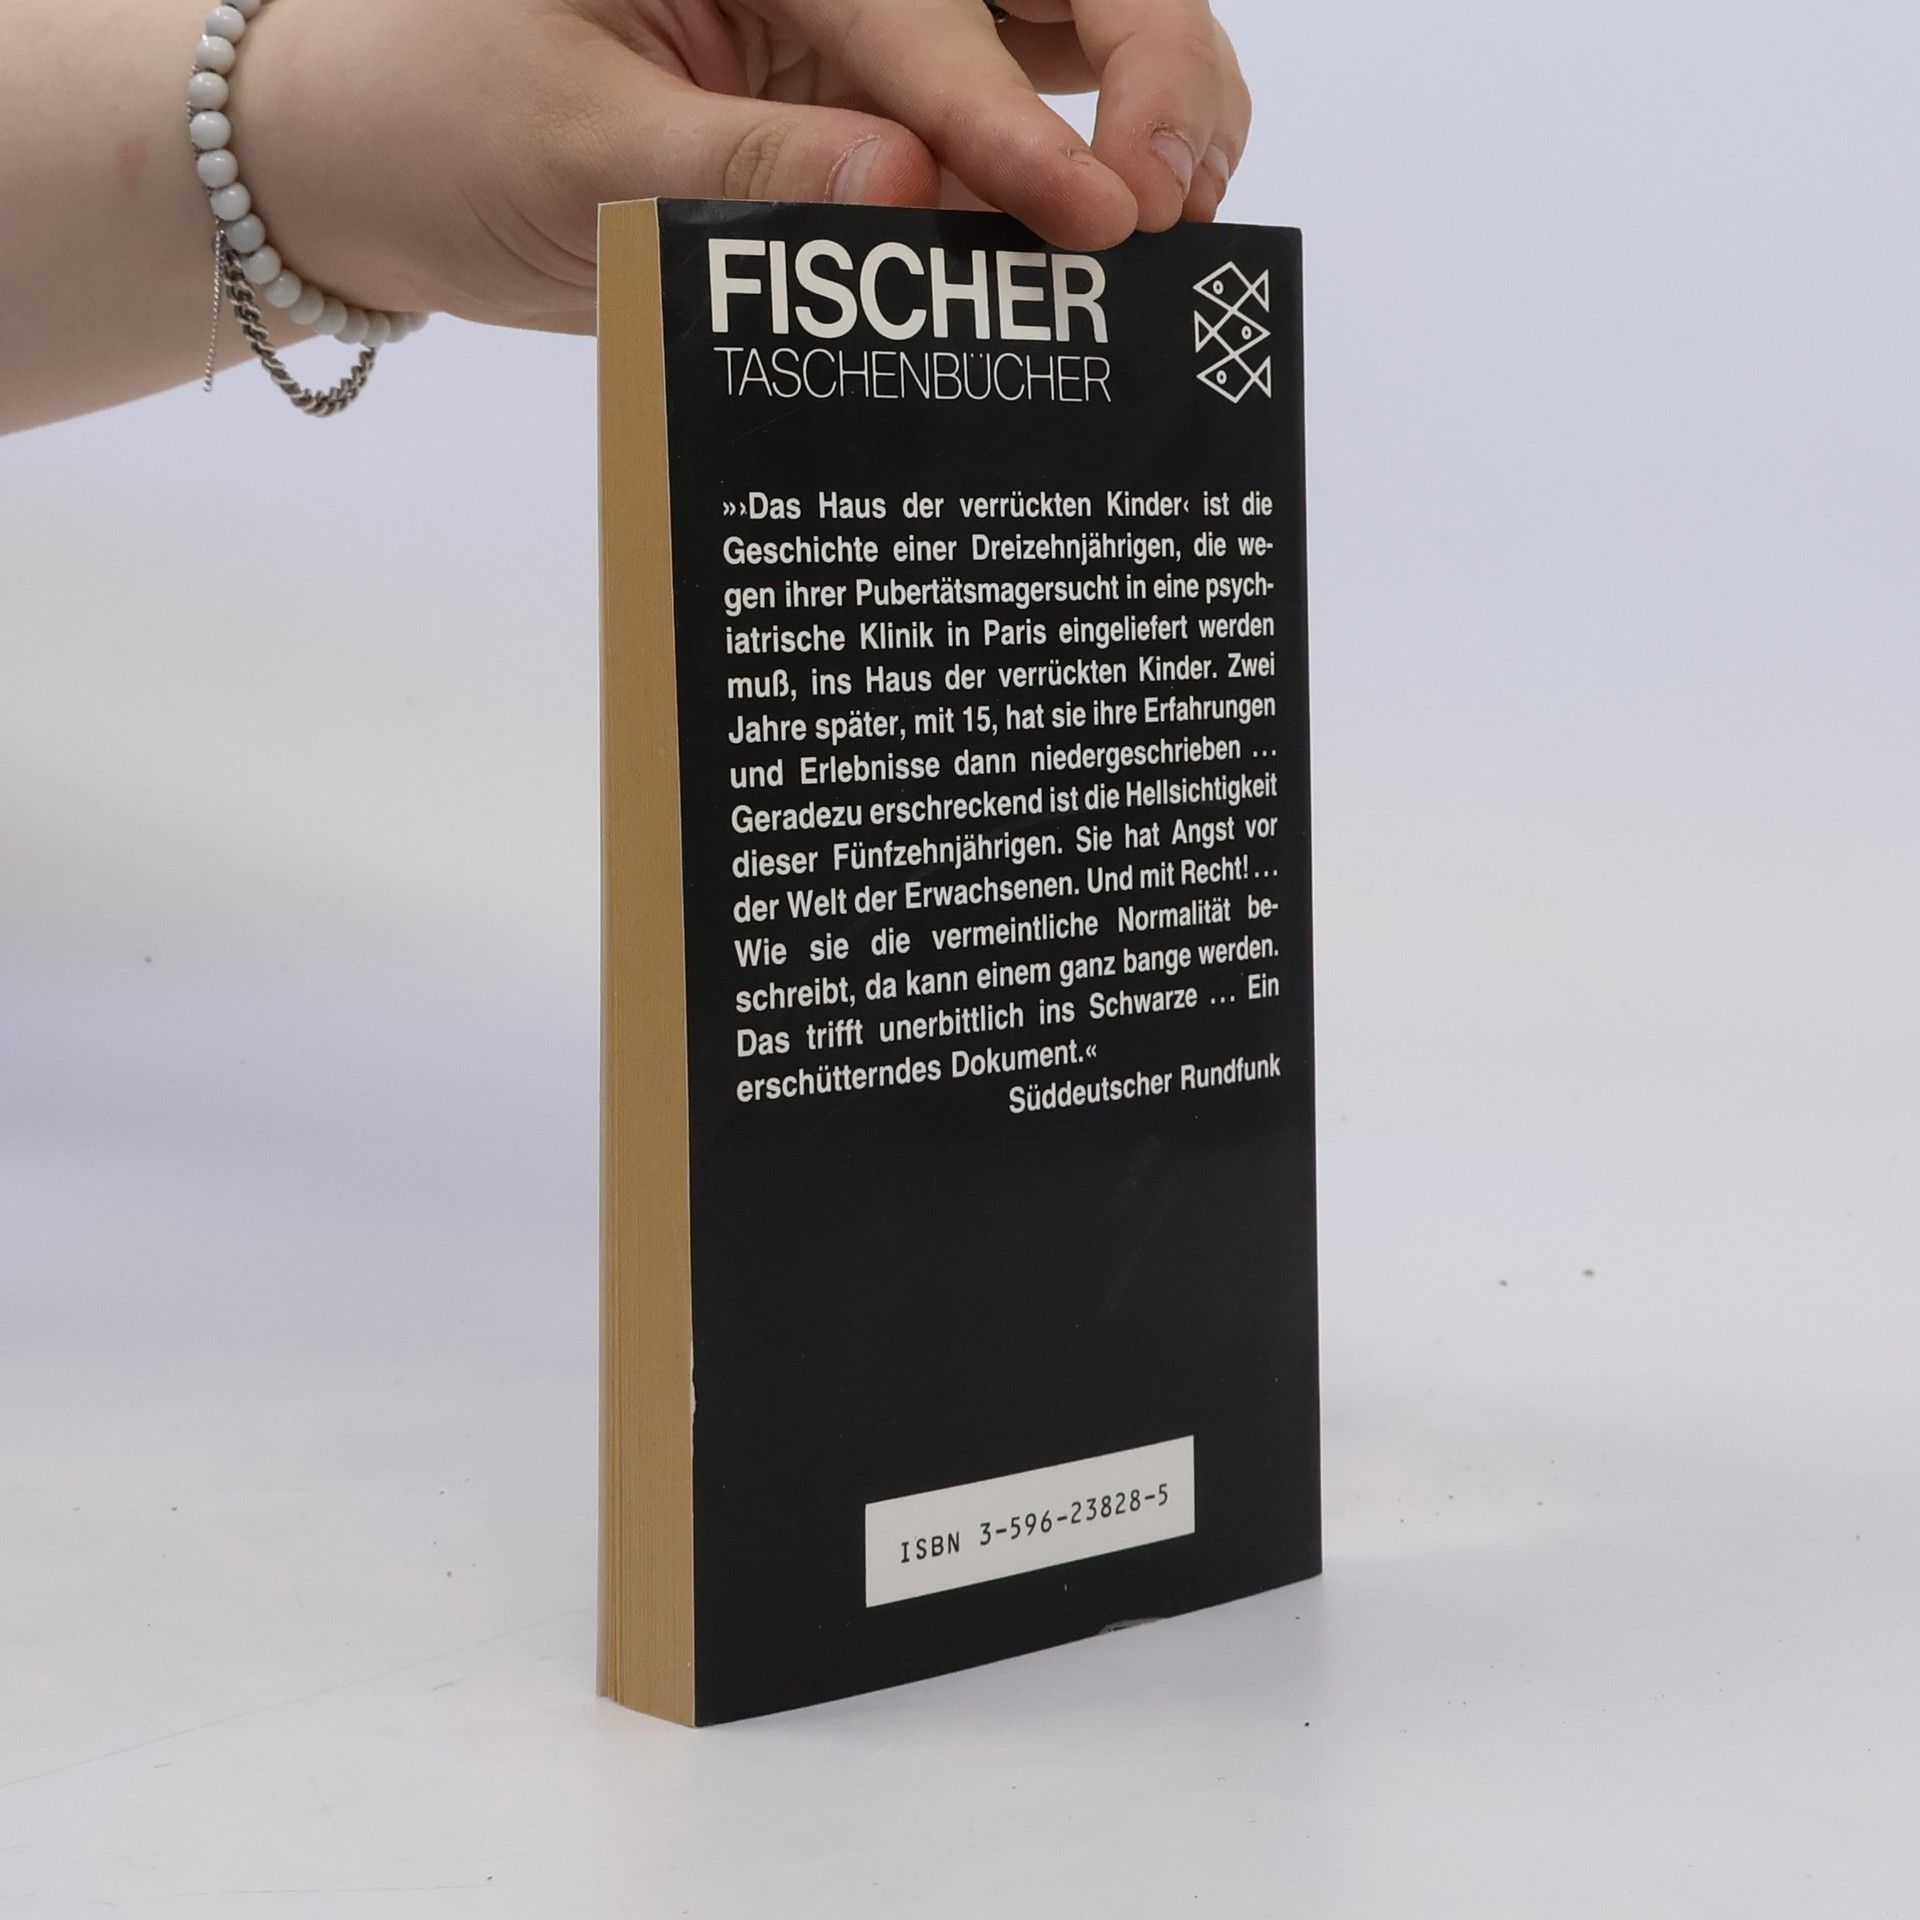 FISCHER
TASCHENBÜCHER
»›Das Haus der verrückten Kinder‹ ist die
Geschichte einer Dreizehnjährigen, die we-
gen ihrer Pubertätsmagersucht in eine psych-
iatrische Klinik in Paris eingeliefert werden
muß, ins Haus der verrückten Kinder. Zwei
Jahre später, mit 15, hat sie ihre Erfahrungen
und Erlebnisse dann niedergeschrieben ...
Geradezu erschreckend ist die Hellsichtigkeit
dieser Fünfzehnjährigen. Sie hat Angst vor
der Welt der Erwachsenen. Und mit Recht! ...
Wie sie die vermeintliche Normalität be-
schreibt, da kann einem ganz bange werden.
Das trifft unerbittlich ins Schwarze ... Ein
erschütterndes Dokument.«
Süddeutscher Rundfunk
ISBN 3-596-23828-5